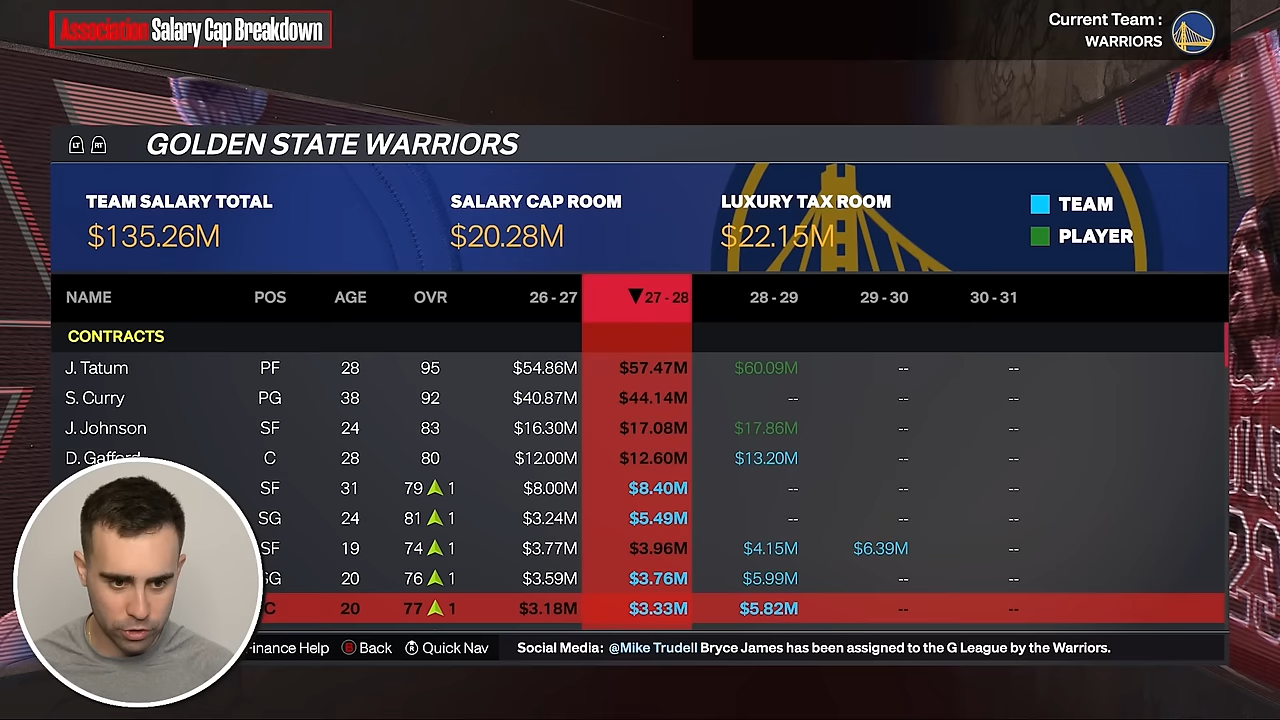 Association Salary Cap Breakdown
Current Team :
WARRIORS
LT RT GOLDEN STATE WARRIORS
TEAM SALARY TOTAL SALARY CAP ROOM LUXURY TAX ROOM TEAM
$135.26M $20.28M $22.15M PLAYER
NAME POS AGE OVR 26 - 27 ▼27 - 28 28 - 29 29 - 30 30 - 31
CONTRACTS
J. Tatum PF 28 95 $54.86M $57.47M $60.09M -- --
S. Curry PG 38 92 $40.87M $44.14M -- -- --
J. Johnson SF 24 83 $16.30M $17.08M $17.86M -- --
D. Gafford C 28 80 $12.00M $12.60M $13.20M -- --
SF 31 79 1 $8.00M $8.40M -- -- --
SG 24 81 1 $3.24M $5.49M -- -- --
SF 19 74 1 $3.77M $3.96M $4.15M $6.39M --
SG 20 76 1 $3.59M $3.76M $5.99M -- --
C 20 77 1 $3.18M $3.33M $5.82M -- --
Finance Help B Back R Quick Nav Social Media: @Mike Trudell Bryce James has been assigned to the G League by the Warriors.